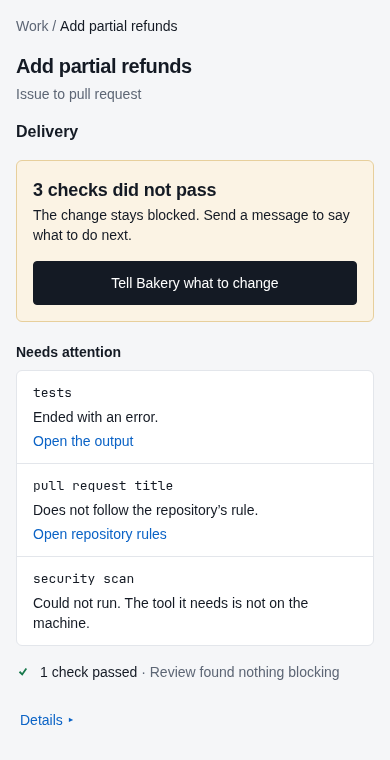 Work / Add partial refunds
Add partial refunds
Issue to pull request
Delivery
3 checks did not pass
The change stays blocked. Send a message to say
what to do next.
Tell Bakery what to change
Needs attention
tests
Ended with an error.
Open the output
pull request title
Does not follow the repository’s rule.
Open repository rules
security scan
Could not run. The tool it needs is not on the
machine.
1 check passed · Review found nothing blocking
Details